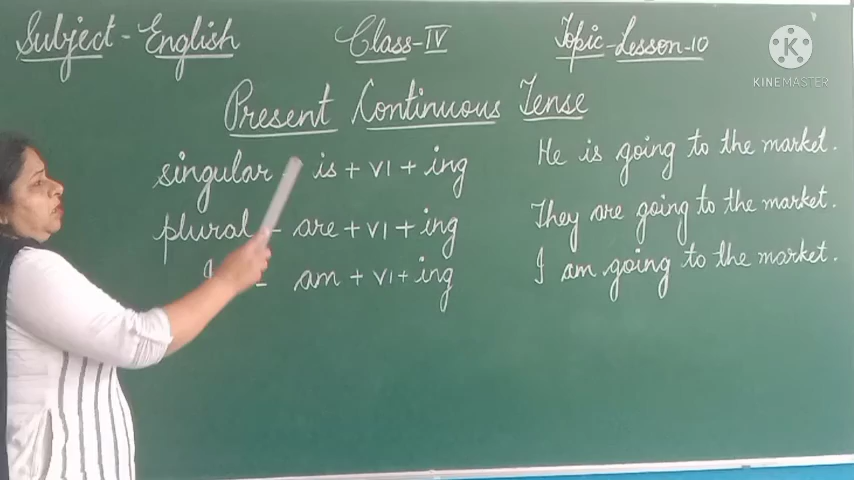 Subject - English Class - IV Topic - Lesson - 10
KINEMASTER
Present Continuous Tense
singular - is + v1 + ing He is going to the market.
plural - are + v1 + ing They are going to the market.
I - am + v1 + ing I am going to the market.